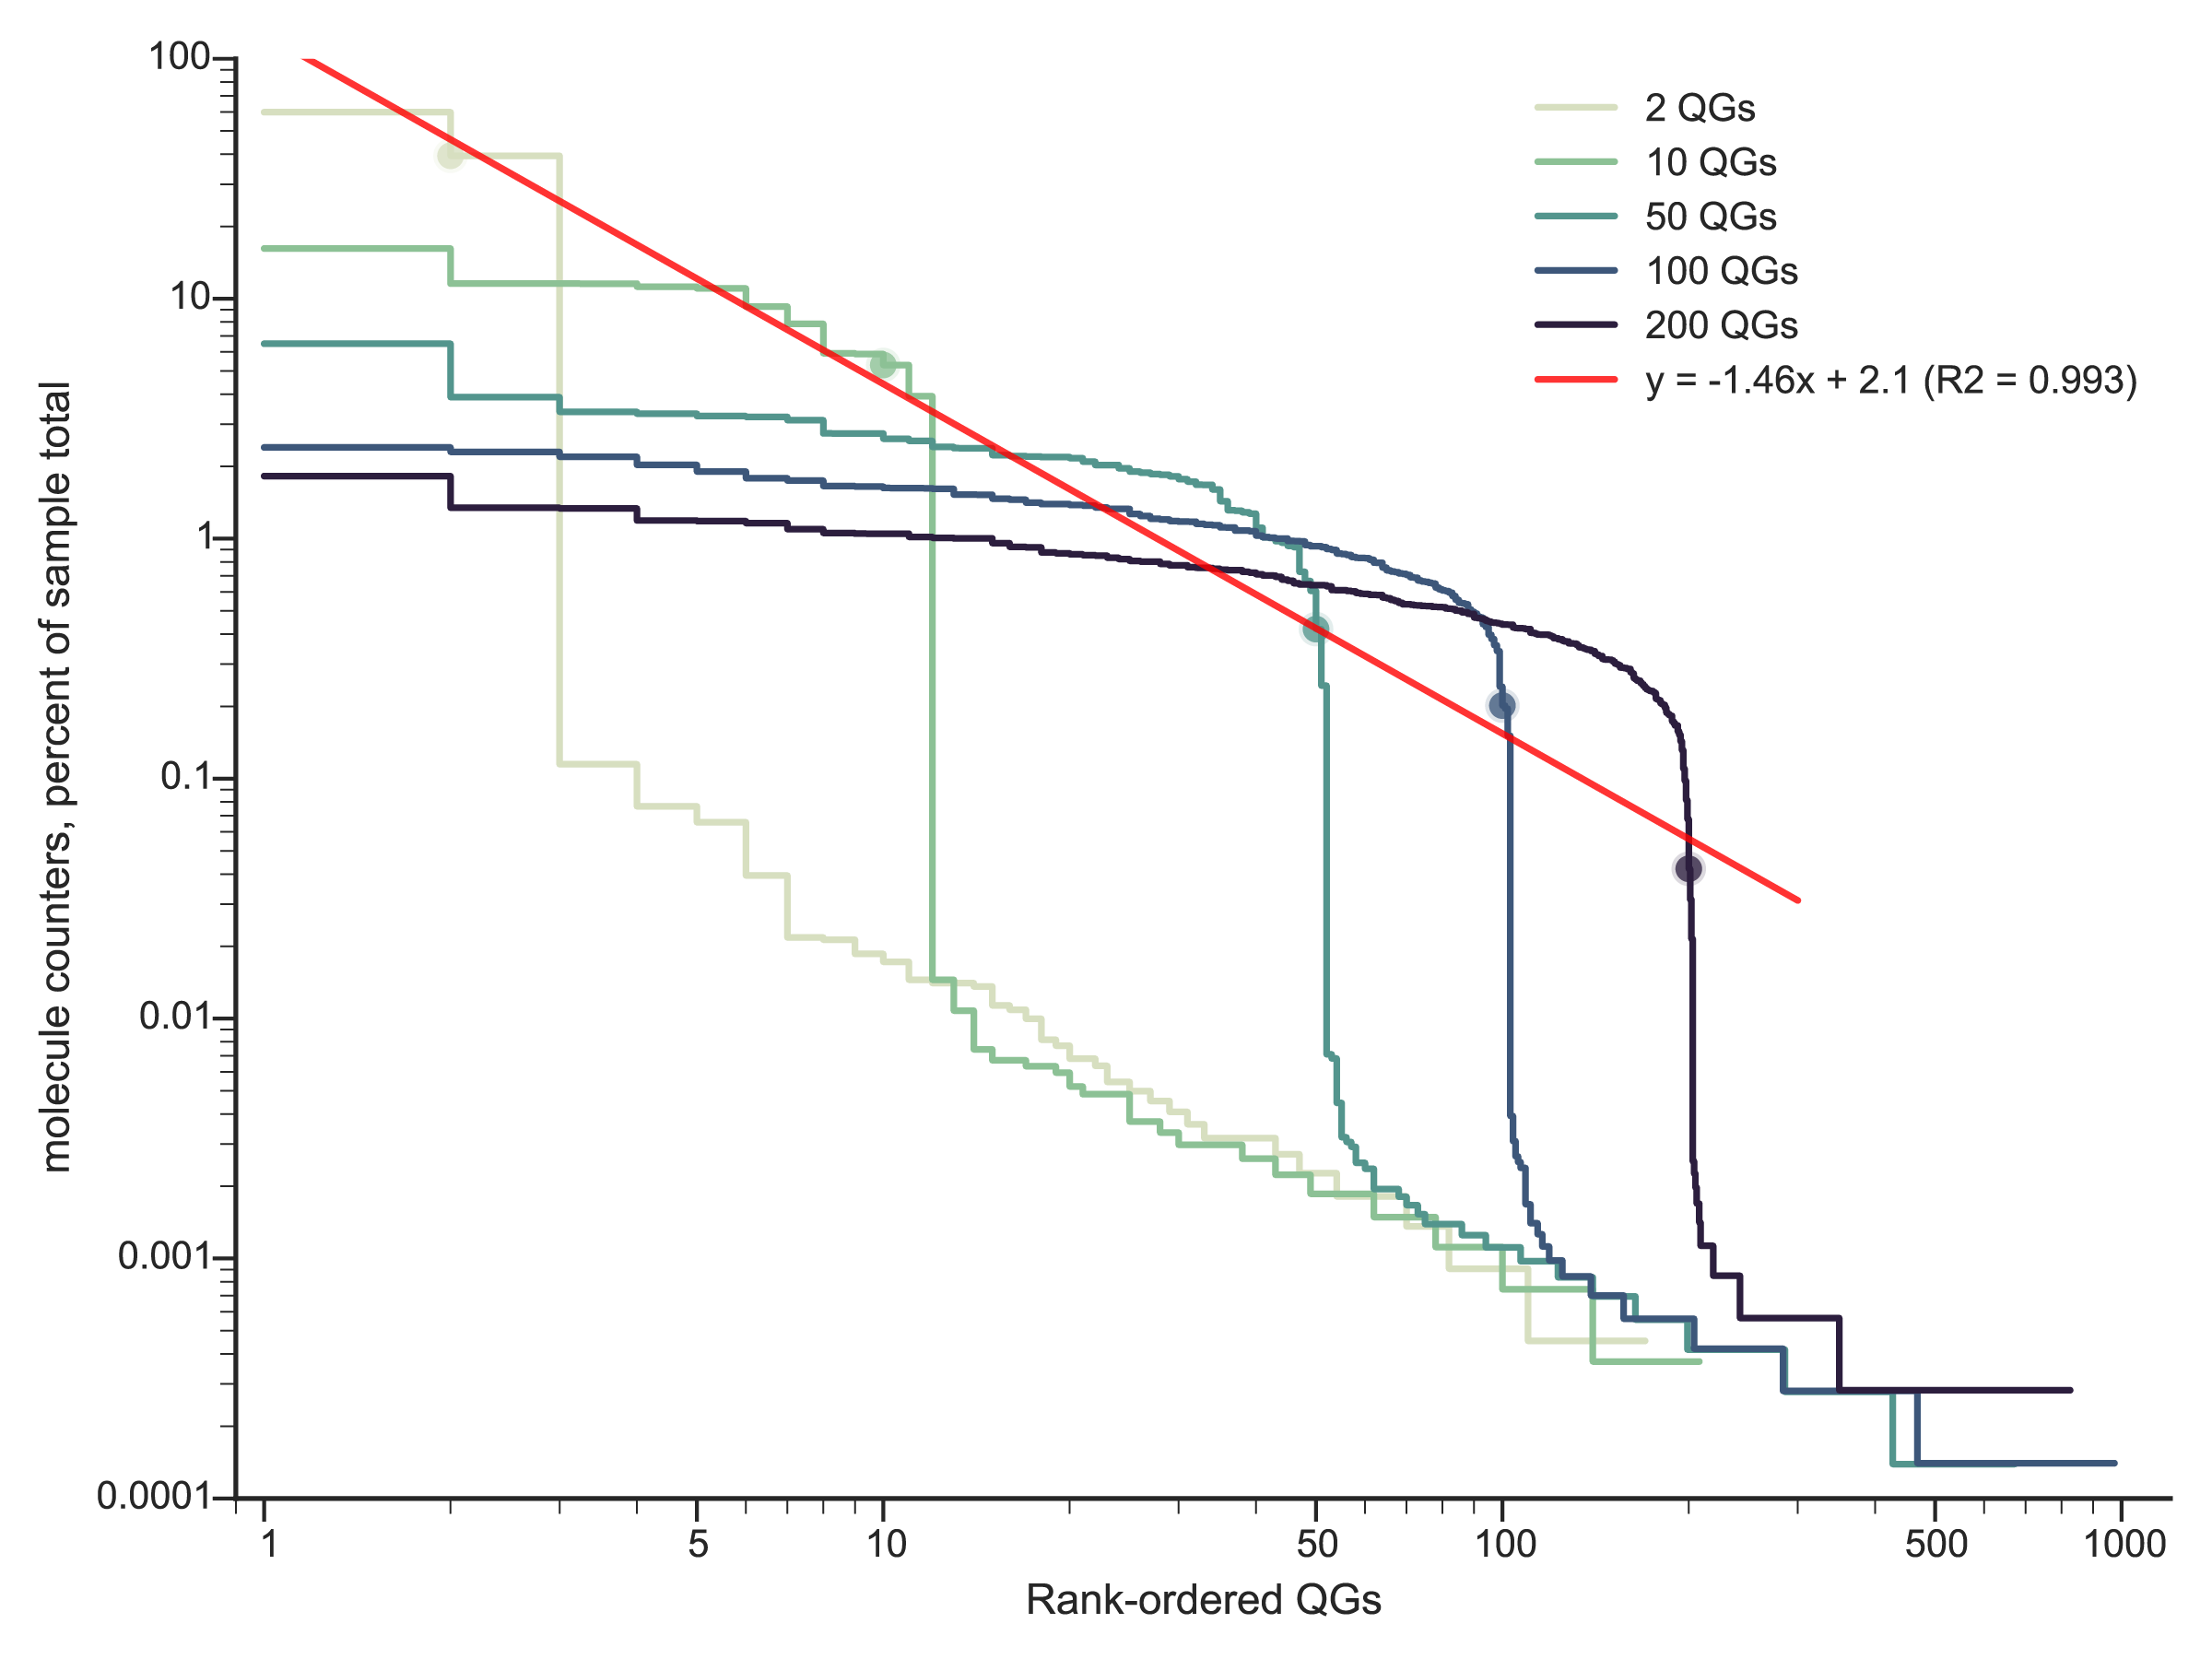 100
10
1
0.1
0.01
0.001
0.0001
molecule counters, percent of sample total
2 QGs
10 QGs
50 QGs
100 QGs
200 QGs
y = -1.46x + 2.1 (R2 = 0.993)
1 5 10 50 100 500 1000
Rank-ordered QGs